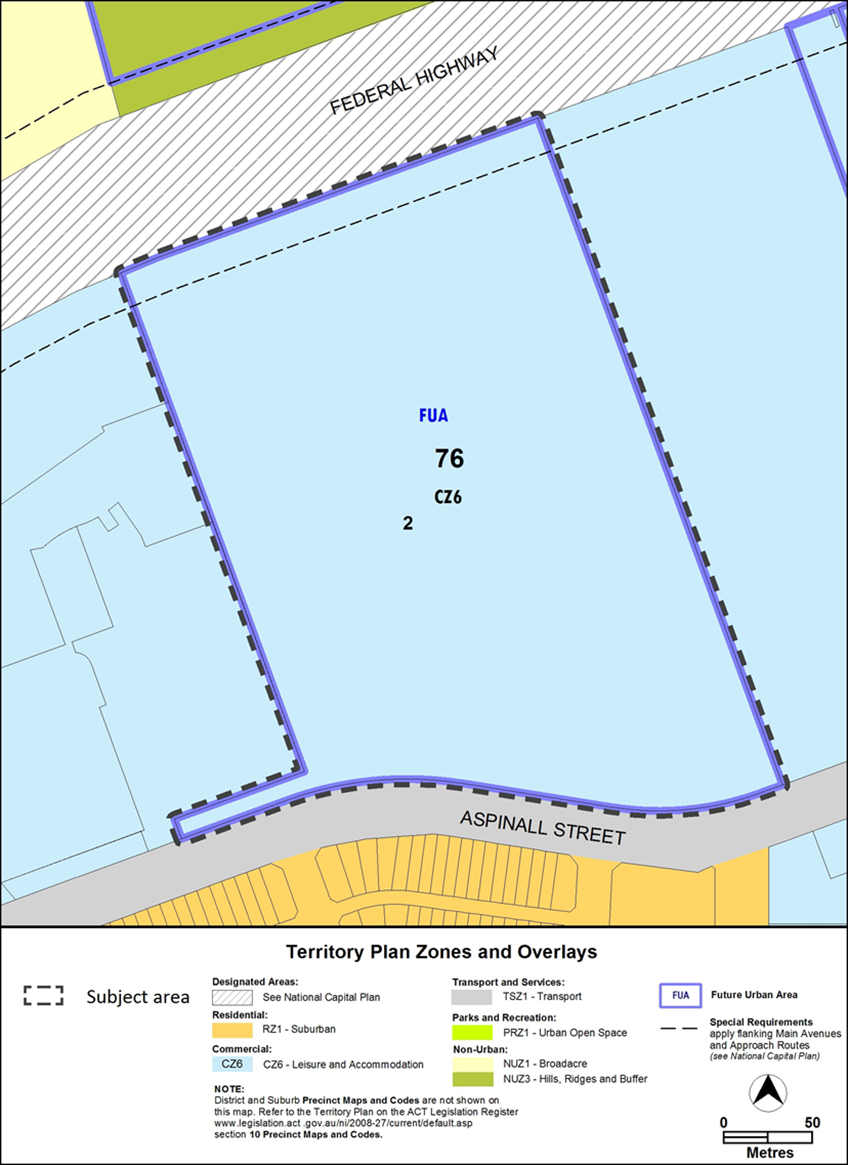 FEDERAL HIGHWAY
FUA
76
CZ6
2
ASPINALL STREET
Territory Plan Zones and Overlays
Subject area
Designated Areas:
See National Capital Plan
Residential:
RZ1 - Suburban
Commercial:
CZ6 CZ6 - Leisure and Accommodation
NOTE:
District and Suburb Precinct Maps and Codes are not shown on
this map. Refer to the Territory Plan on the ACT Legislation Register
www.legislation.act .gov.au/ni/2008-27/current/default.asp
section 10 Precinct Maps and Codes.
Transport and Services:
TSZ1 - Transport
Parks and Recreation:
PRZ1 - Urban Open Space
Non-Urban:
NUZ1 - Broadacre
NUZ3 - Hills, Ridges and Buffer
FUA Future Urban Area
Special Requirements
apply flanking Main Avenues
and Approach Routes
(see National Capital Plan)
0 50
Metres